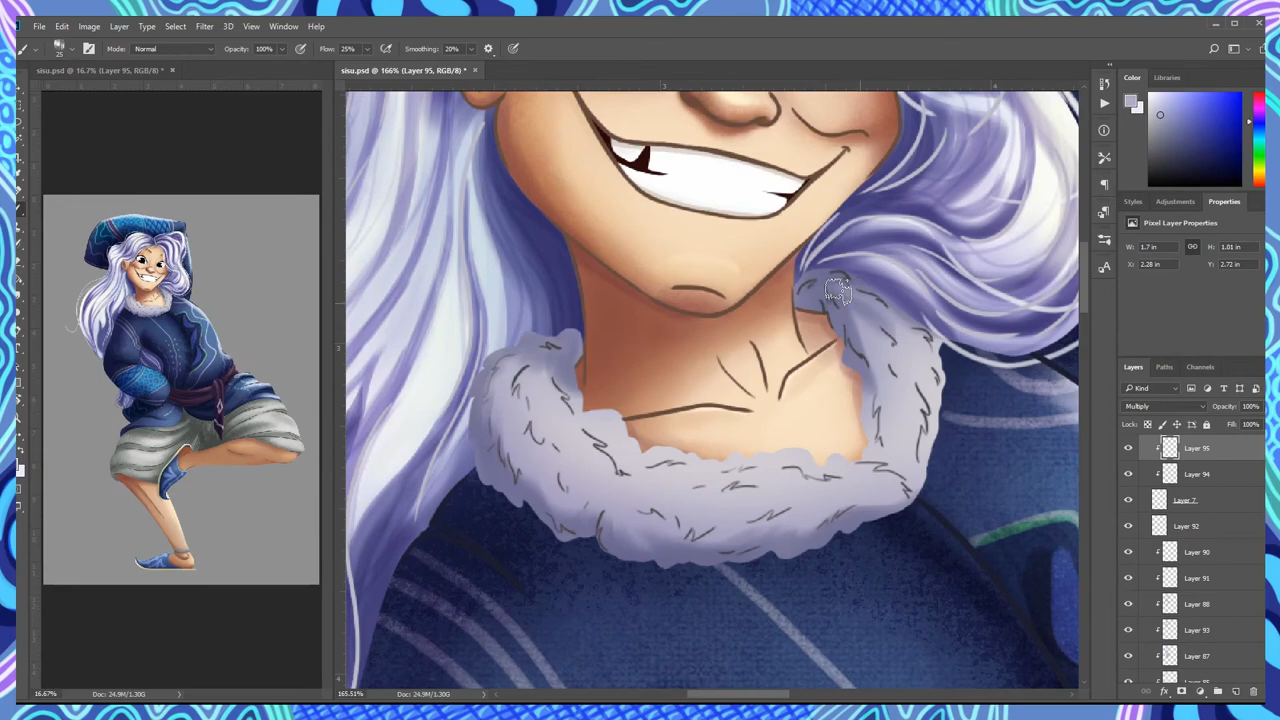 File Edit Image Layer Type Select Filter 3D View Window Help
25 Mode: Normal Opacity: 100% Flow: 25% Smoothing: 20%
sisu.psd @ 16.7% (Layer 95, RGB/8) * ×
sisu.psd @ 166% (Layer 95, RGB/8) * ×
Color Libraries
Styles Adjustments Properties
Pixel Layer Properties
W: 1.7 in H: 1.01 in
X: 2.28 in Y: 2.72 in
Layers Paths Channels
Kind
Multiply Opacity: 100%
Lock: Fill: 100%
Layer 95
Layer 94
Layer 7
Layer 92
Layer 90
Layer 91
Layer 88
Layer 93
Layer 87
16.67% Doc: 24.9M/1.30G
165.51% Doc: 24.9M/1.30G